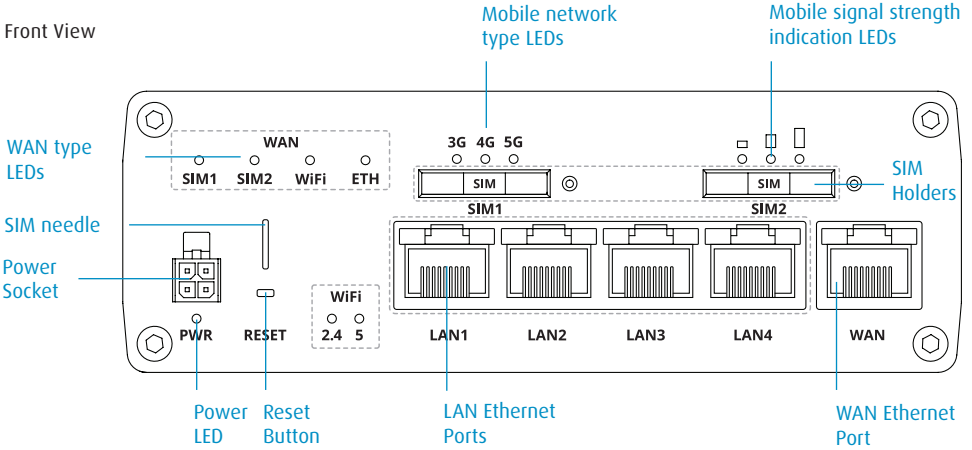 Front View
Mobile network
type LEDs
Mobile signal strength
indication LEDs
WAN type
LEDs
WAN
SIM1 SIM2 WiFi ETH
3G 4G 5G
SIM
SIM1
SIM
SIM2
SIM
Holders
SIM needle
Power
Socket
PWR
RESET
WiFi
2.4 5
LAN1
LAN2
LAN3
LAN4
WAN
Power
LED
Reset
Button
LAN Ethernet
Ports
WAN Ethernet
Port